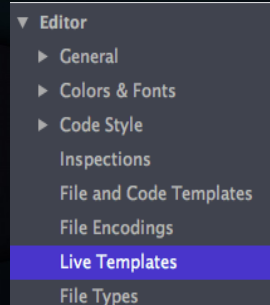 Editor
General
Colors & Fonts
Code Style
Inspections
File and Code Templates
File Encodings
Live Templates
File Types